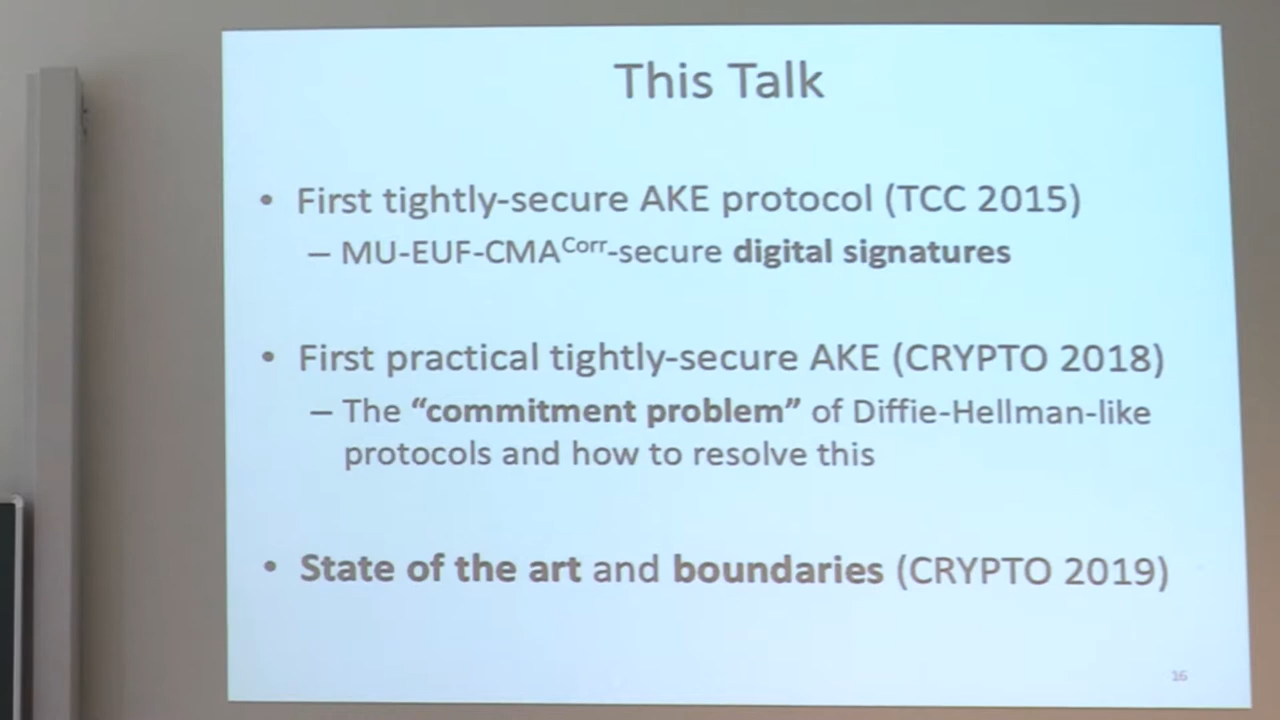 This Talk
• First tightly-secure AKE protocol (TCC 2015)
– MU-EUF-CMA^Corr-secure digital signatures
• First practical tightly-secure AKE (CRYPTO 2018)
– The “commitment problem” of Diffie-Hellman-like
protocols and how to resolve this
• State of the art and boundaries (CRYPTO 2019)
16